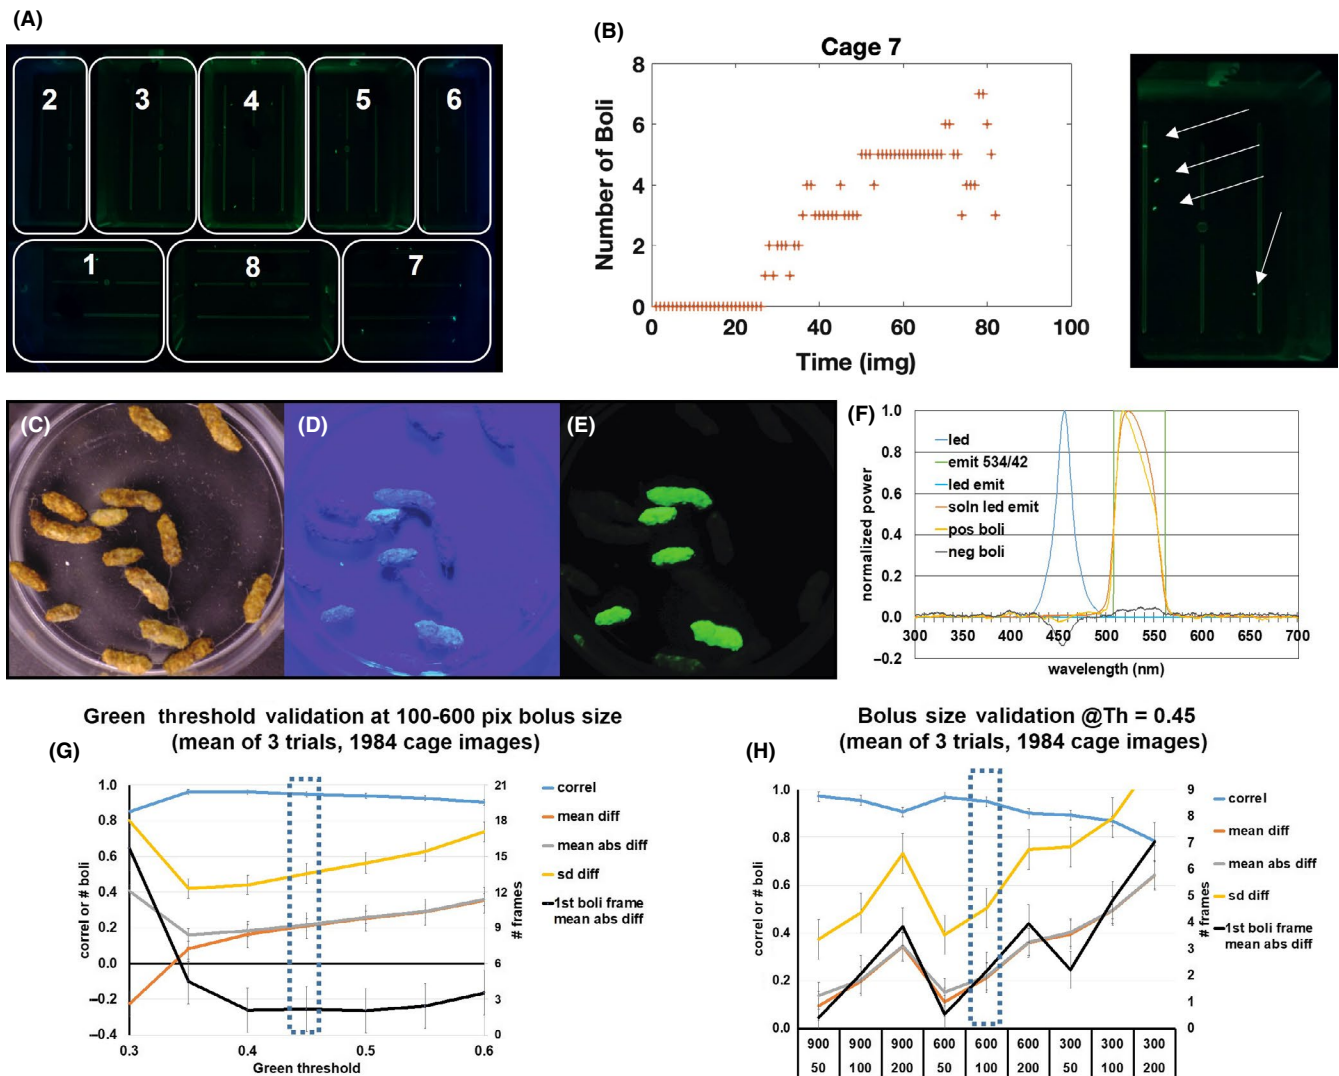 (A)
2 3 4 5 6
1 8 7
(B)
Cage 7
Number of Boli
8
6
4
2
0
0 20 40 60 80 100
Time (img)
(C)
(D)
(E)
(F)
led
emit 534/42
led emit
soln led emit
pos boli
neg boli
normalized power
1.0
0.8
0.6
0.4
0.2
0.0
−0.2
300 350 400 450 500 550 600 650 700
wavelength (nm)
Green threshold validation at 100-600 pix bolus size
(mean of 3 trials, 1984 cage images)
(G)
correl or # boli
1.0
0.8
0.6
0.4
0.2
0.0
−0.2
−0.4
0.3 0.4 0.5 0.6
Green threshold
21
18
15
12
9
6
3
0
# frames
correl
mean diff
mean abs diff
sd diff
1st boli frame
mean abs diff
Bolus size validation @Th = 0.45
(mean of 3 trials, 1984 cage images)
(H)
correl or # boli
1.0
0.8
0.6
0.4
0.2
0.0
9
8
7
6
5
4
3
2
1
0
# frames
correl
mean diff
mean abs diff
sd diff
1st boli frame
mean abs diff
900 900 900 600 600 600 300 300 300
50 100 200 50 100 200 50 100 200